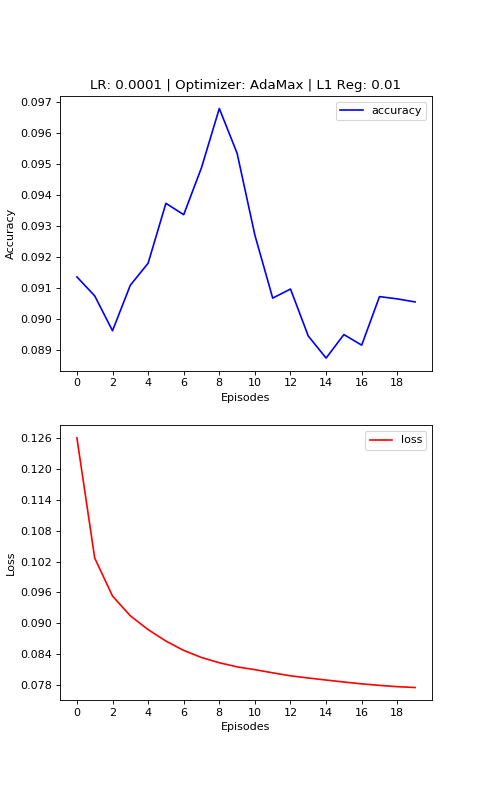 LR: 0.0001 | Optimizer: AdaMax | L1 Reg: 0.01
accuracy
0.097
0.096
0.095
0.094
0.093
0.092
0.091
0.090
0.089
Accuracy
0 2 4 6 8 10 12 14 16 18
Episodes
loss
0.126
0.120
0.114
0.108
0.102
0.096
0.090
0.084
0.078
Loss
0 2 4 6 8 10 12 14 16 18
Episodes